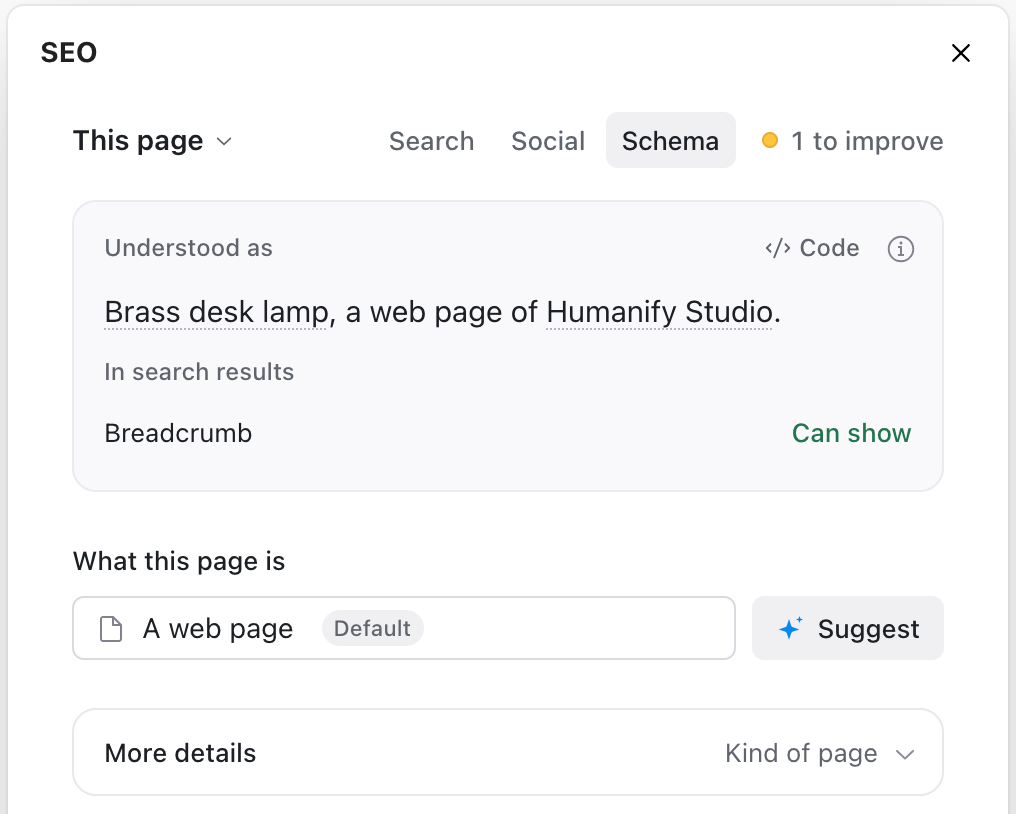 SEO
This page
Search
Social
Schema
1 to improve
Understood as
</> Code
Brass desk lamp, a web page of Humanify Studio.
In search results
Breadcrumb
Can show
What this page is
A web page
Default
Suggest
More details
Kind of page